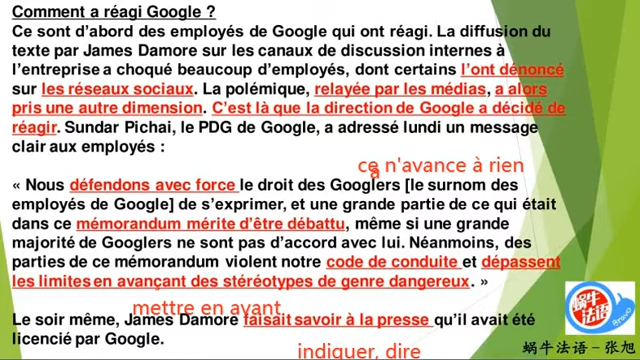 Comment a réagi Google ?
Ce sont d'abord des employés de Google qui ont réagi. La diffusion du
texte par James Damore sur les canaux de discussion internes à
l'entreprise a choqué beaucoup d'employés, dont certains l'ont dénoncé
sur les réseaux sociaux. La polémique, relayée par les médias, a alors
pris une autre dimension. C'est là que la direction de Google a décidé de
réagir. Sundar Pichai, le PDG de Google, a adressé lundi un message
clair aux employés :
ce n'avance à rien
a
« Nous défendons avec force le droit des Googlers [le surnom des
employés de Google] de s'exprimer, et une grande partie de ce qui était
dans ce mémorandum mérite d'être débattu, même si une grande
majorité de Googlers ne sont pas d'accord avec lui. Néanmoins, des
parties de ce mémorandum violent notre code de conduite et dépassent
les limites en avançant des stéréotypes de genre dangereux. »
mettre en avant
Le soir même, James Damore faisait savoir à la presse qu'il avait été
licencié par Google.
indiquer, dire
蜗牛法语
蜗牛法语－张旭